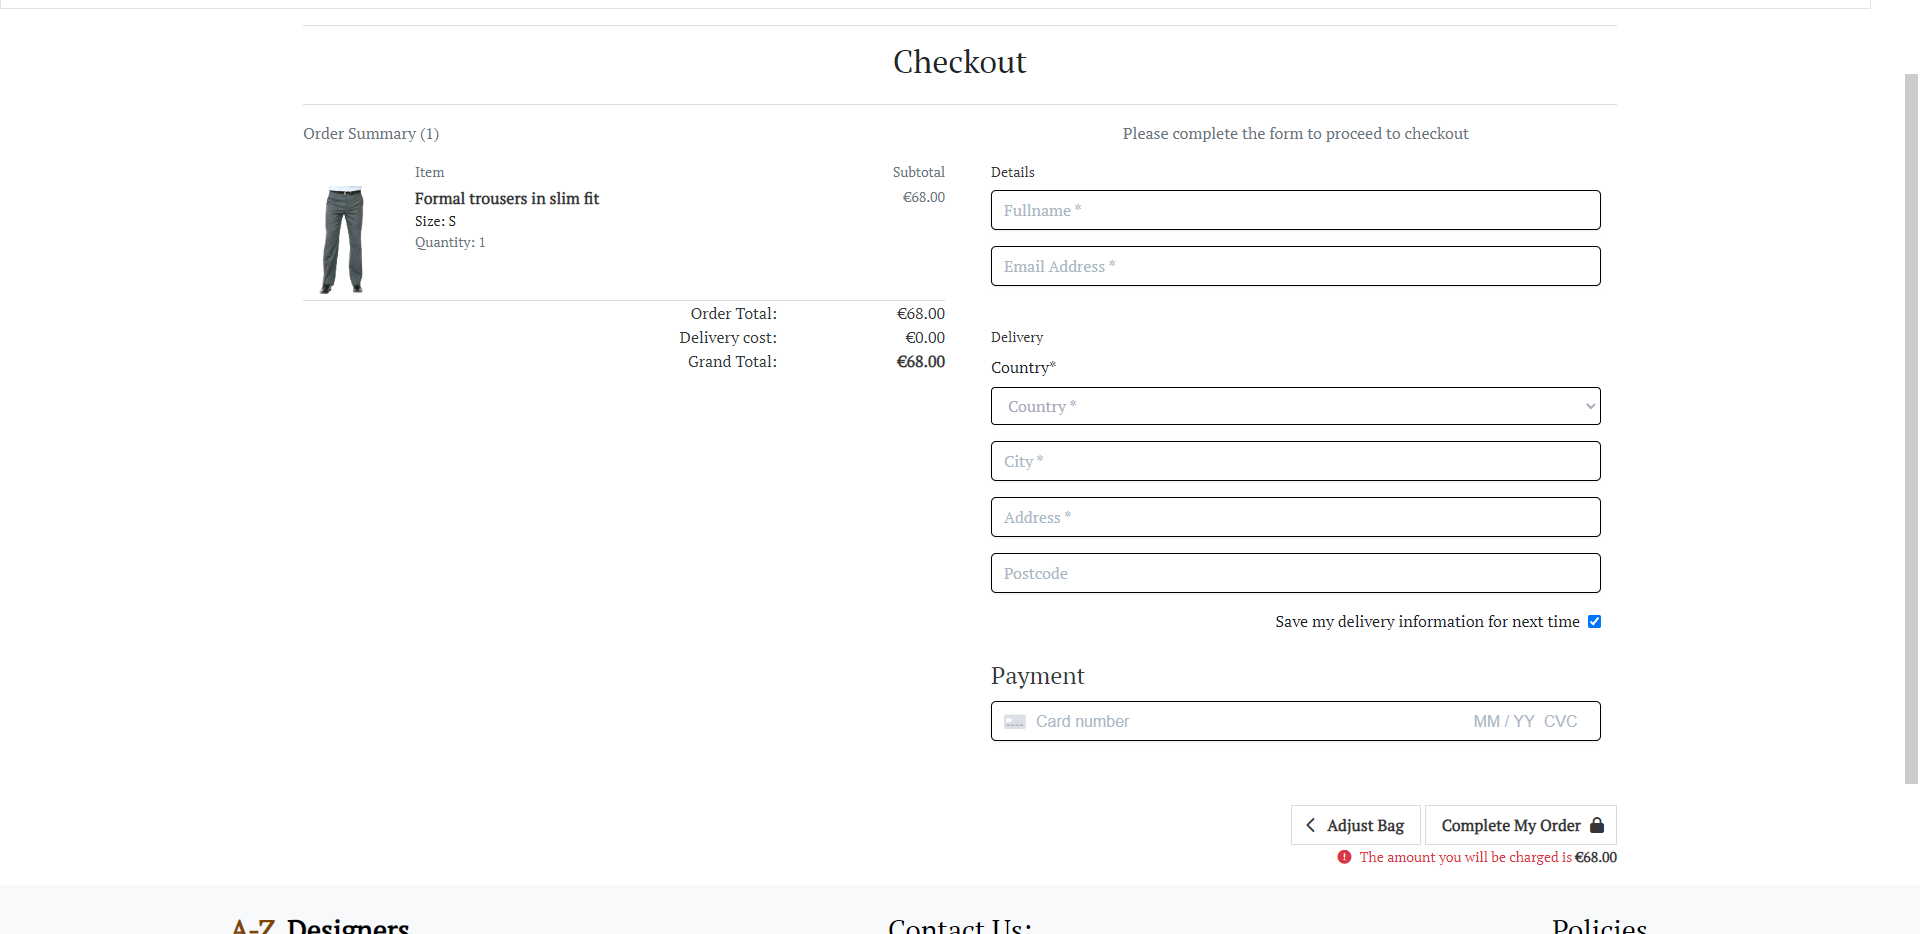 Checkout
Order Summary (1)
Item
Subtotal
Formal trousers in slim fit
€68.00
Size: S
Quantity: 1
Order Total:
€68.00
Delivery cost:
€0.00
Grand Total:
€68.00
Please complete the form to proceed to checkout
Details
Fullname *
Email Address *
Delivery
Country*
Country *
City *
Address *
Postcode
Save my delivery information for next time
Payment
Card number
MM / YY CVC
Adjust Bag
Complete My Order
The amount you will be charged is €68.00
A-Z Designers
Contact Us:
Policies